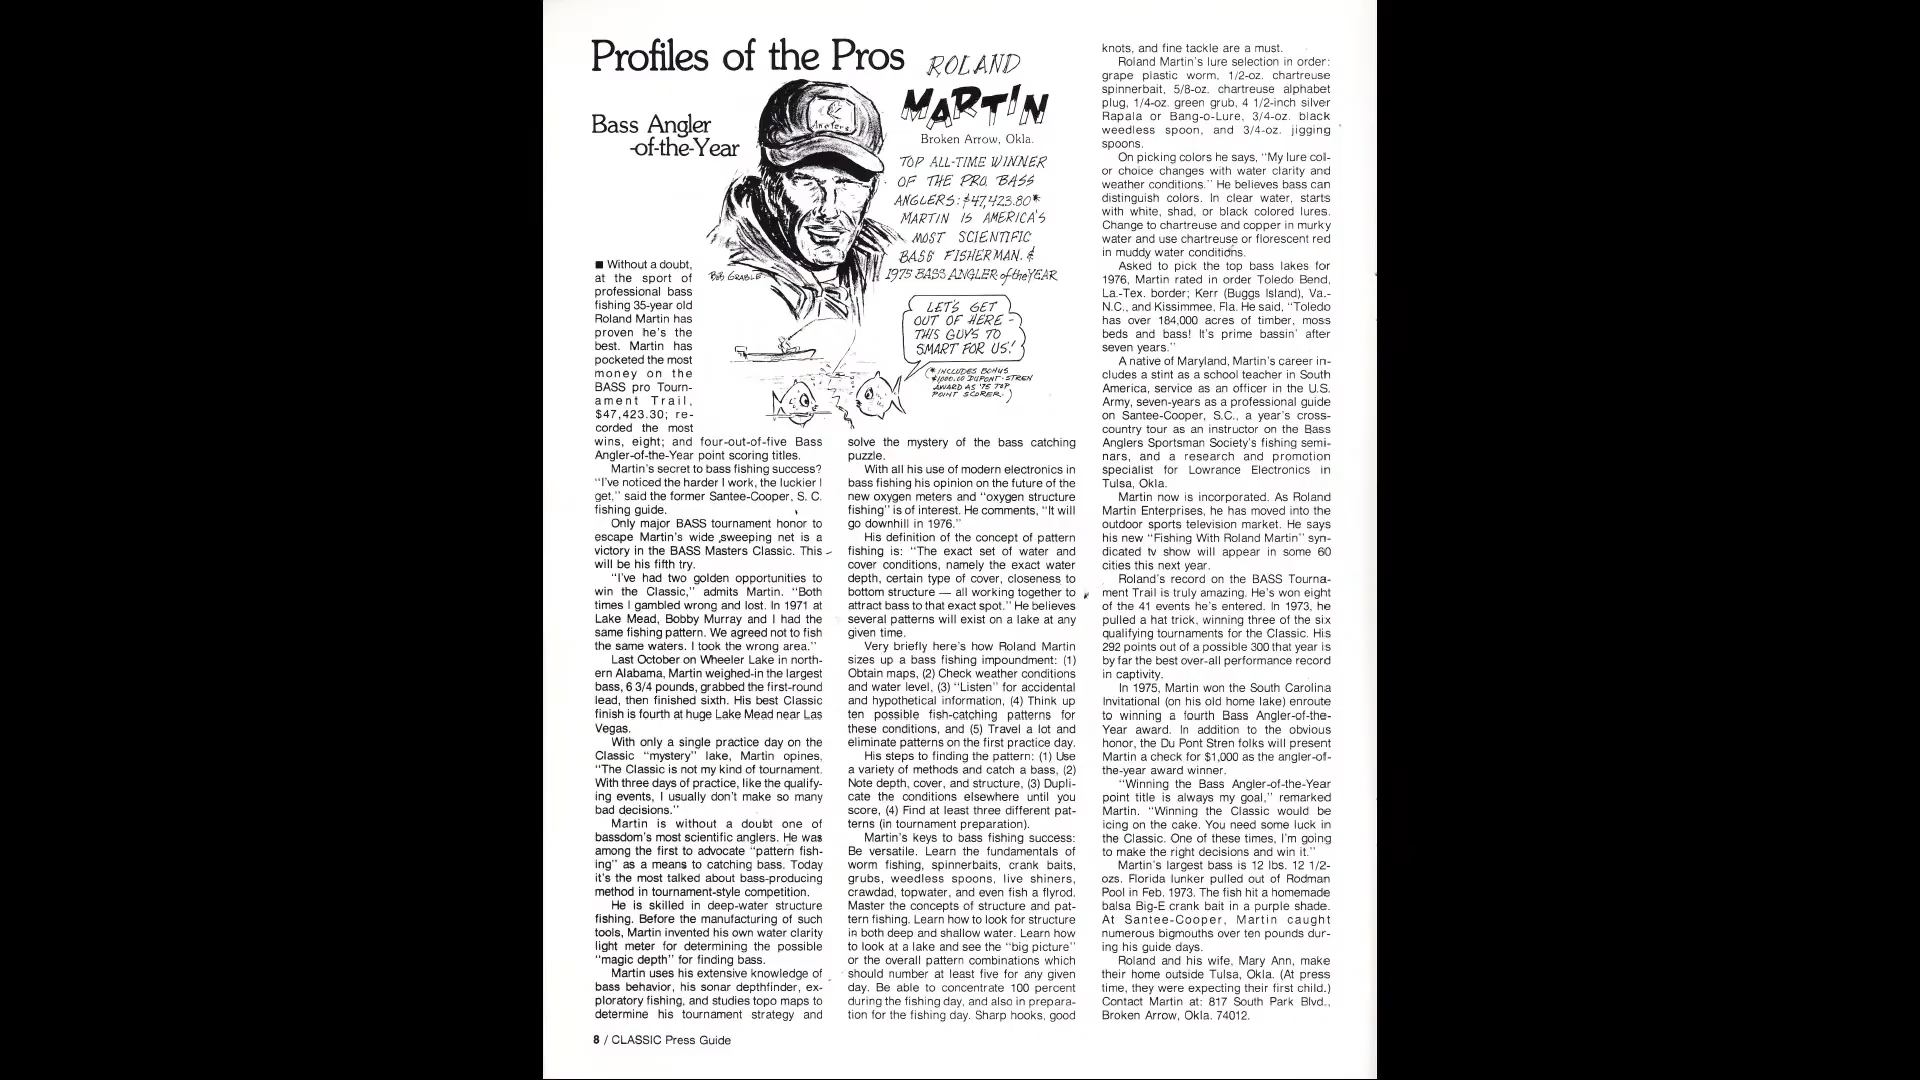 Profiles of the Pros
Bass Angler
-of-the-Year
ROLAND
MARTIN
Broken Arrow, Okla.
TOP ALL-TIME WINNER
OF THE PRO. BASS
ANGLERS: $47,423.80*
MARTIN IS AMERICA'S
MOST SCIENTIFIC
BASS FISHERMAN. &
1975 BASS ANGLER of the YEAR
Anglers
BOB GRABLE
LET'S GET
OUT OF HERE -
THIS GUY'S TO
SMART FOR US!
(* INCLUDES BONUS
$1000.00 DUPONT-STREN
AWARD AS '75 TOP
POINT SCORER.)
■ Without a doubt,
at the sport of
professional bass
fishing 35-year old
Roland Martin has
proven he's the
best. Martin has
pocketed the most
money on the
BASS pro Tourn-
ament Trail,
$47,423.30; re-
corded the most
wins, eight; and four-out-of-five Bass
Angler-of-the-Year point scoring titles.
Martin's secret to bass fishing success?
"I've noticed the harder I work, the luckier I
get," said the former Santee-Cooper, S. C.
fishing guide.
Only major BASS tournament honor to
escape Martin's wide sweeping net is a
victory in the BASS Masters Classic. This
will be his fifth try.
"I've had two golden opportunities to
win the Classic," admits Martin. "Both
times I gambled wrong and lost. In 1971 at
Lake Mead, Bobby Murray and I had the
same fishing pattern. We agreed not to fish
the same waters. I took the wrong area."
Last October on Wheeler Lake in north-
ern Alabama, Martin weighed-in the largest
bass, 6 3/4 pounds, grabbed the first-round
lead, then finished sixth. His best Classic
finish is fourth at huge Lake Mead near Las
Vegas.
With only a single practice day on the
Classic "mystery" lake, Martin opines,
"The Classic is not my kind of tournament.
With three days of practice, like the qualify-
ing events, I usually don't make so many
bad decisions."
Martin is without a doubt one of
bassdom's most scientific anglers. He was
among the first to advocate "pattern fish-
ing" as a means to catching bass. Today
it's the most talked about bass-producing
method in tournament-style competition.
He is skilled in deep-water structure
fishing. Before the manufacturing of such
tools, Martin invented his own water clarity
light meter for determining the possible
"magic depth" for finding bass.
Martin uses his extensive knowledge of
bass behavior, his sonar depthfinder, ex-
ploratory fishing, and studies topo maps to
determine his tournament strategy and
solve the mystery of the bass catching
puzzle.
With all his use of modern electronics in
bass fishing his opinion on the future of the
new oxygen meters and "oxygen structure
fishing" is of interest. He comments, "It will
go downhill in 1976."
His definition of the concept of pattern
fishing is: "The exact set of water and
cover conditions, namely the exact water
depth, certain type of cover, closeness to
bottom structure — all working together to
attract bass to that exact spot." He believes
several patterns will exist on a lake at any
given time.
Very briefly here's how Roland Martin
sizes up a bass fishing impoundment: (1)
Obtain maps, (2) Check weather conditions
and water level, (3) "Listen" for accidental
and hypothetical information, (4) Think up
ten possible fish-catching patterns for
these conditions, and (5) Travel a lot and
eliminate patterns on the first practice day.
His steps to finding the pattern: (1) Use
a variety of methods and catch a bass, (2)
Note depth, cover, and structure, (3) Dupli-
cate the conditions elsewhere until you
score, (4) Find at least three different pat-
terns (in tournament preparation).
Martin's keys to bass fishing success:
Be versatile. Learn the fundamentals of
worm fishing, spinnerbaits, crank baits,
grubs, weedless spoons, live shiners,
crawdad, topwater, and even fish a flyrod.
Master the concepts of structure and pat-
tern fishing. Learn how to look for structure
in both deep and shallow water. Learn how
to look at a lake and see the "big picture"
or the overall pattern combinations which
should number at least five for any given
day. Be able to concentrate 100 percent
during the fishing day, and also in prepara-
tion for the fishing day. Sharp hooks, good
knots, and fine tackle are a must.
Roland Martin's lure selection in order:
grape plastic worm, 1/2-oz. chartreuse
spinnerbait, 5/8-oz. chartreuse alphabet
plug, 1/4-oz. green grub, 4 1/2-inch silver
Rapala or Bang-o-Lure, 3/4-oz. black
weedless spoon, and 3/4-oz. jigging
spoons.
On picking colors he says, "My lure col-
or choice changes with water clarity and
weather conditions." He believes bass can
distinguish colors. In clear water, starts
with white, shad, or black colored lures.
Change to chartreuse and copper in murky
water and use chartreuse or florescent red
in muddy water conditions.
Asked to pick the top bass lakes for
1976, Martin rated in order Toledo Bend,
La.-Tex. border; Kerr (Buggs Island), Va.-
N.C., and Kissimmee, Fla. He said, "Toledo
has over 184,000 acres of timber, moss
beds and bass! It's prime bassin' after
seven years."
A native of Maryland, Martin's career in-
cludes a stint as a school teacher in South
America, service as an officer in the U.S.
Army, seven-years as a professional guide
on Santee-Cooper, S.C., a year's cross-
country tour as an instructor on the Bass
Anglers Sportsman Society's fishing semi-
nars, and a research and promotion
specialist for Lowrance Electronics in
Tulsa, Okla.
Martin now is incorporated. As Roland
Martin Enterprises, he has moved into the
outdoor sports television market. He says
his new "Fishing With Roland Martin" syn-
dicated tv show will appear in some 60
cities this next year.
Roland's record on the BASS Tourna-
ment Trail is truly amazing. He's won eight
of the 41 events he's entered. In 1973, he
pulled a hat trick, winning three of the six
qualifying tournaments for the Classic. His
292 points out of a possible 300 that year is
by far the best over-all performance record
in captivity.
In 1975, Martin won the South Carolina
Invitational (on his old home lake) enroute
to winning a fourth Bass Angler-of-the-
Year award. In addition to the obvious
honor, the Du Pont Stren folks will present
Martin a check for $1,000 as the angler-of-
the-year award winner.
"Winning the Bass Angler-of-the-Year
point title is always my goal," remarked
Martin. "Winning the Classic would be
icing on the cake. You need some luck in
the Classic. One of these times, I'm going
to make the right decisions and win it."
Martin's largest bass is 12 lbs. 12 1/2-
ozs. Florida lunker pulled out of Rodman
Pool in Feb. 1973. The fish hit a homemade
balsa Big-E crank bait in a purple shade.
At Santee-Cooper, Martin caught
numerous bigmouths over ten pounds dur-
ing his guide days.
Roland and his wife, Mary Ann, make
their home outside Tulsa, Okla. (At press
time, they were expecting their first child.)
Contact Martin at: 817 South Park Blvd.,
Broken Arrow, Okla. 74012.
8 / CLASSIC Press Guide